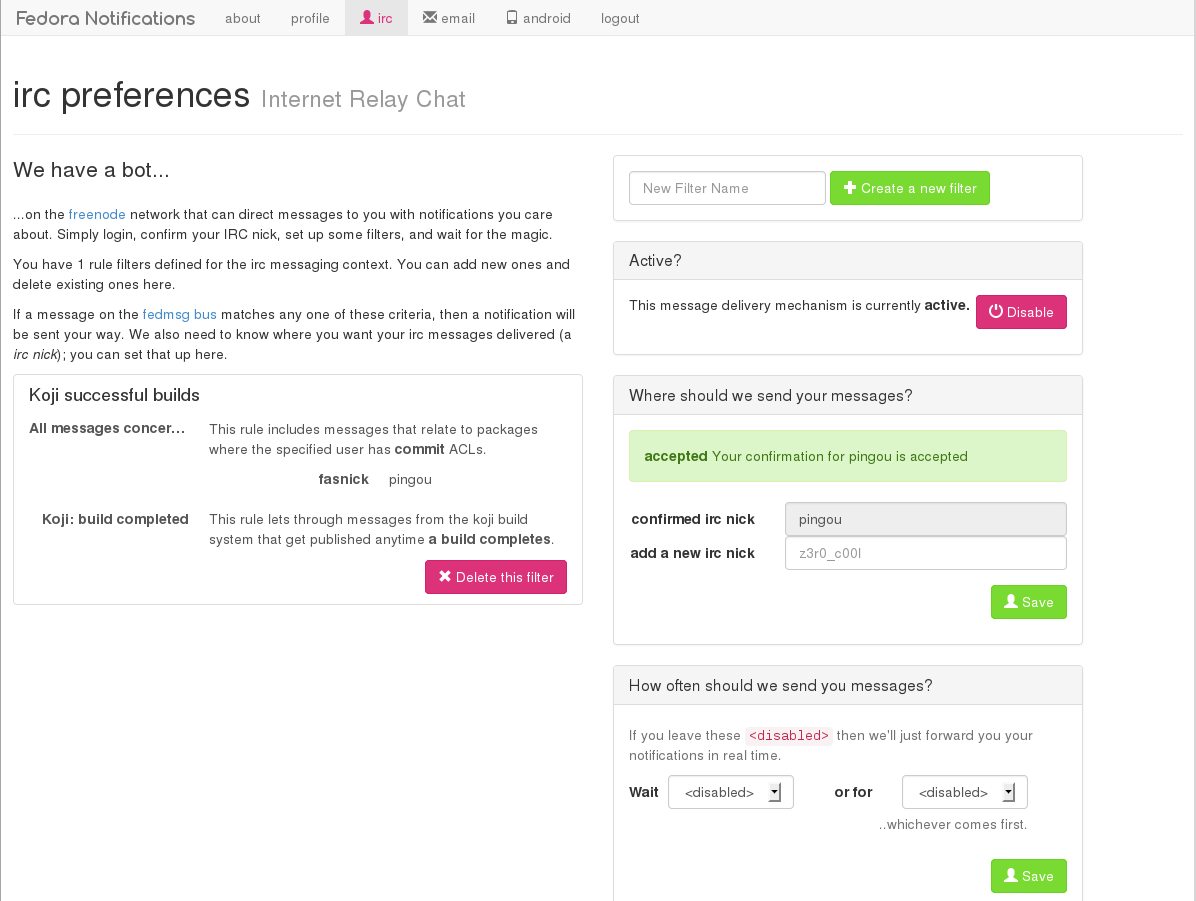 Fedora Notifications about profile irc email android logout
irc preferences Internet Relay Chat
We have a bot...
...on the freenode network that can direct messages to you with notifications you care
about. Simply login, confirm your IRC nick, set up some filters, and wait for the magic.
You have 1 rule filters defined for the irc messaging context. You can add new ones and
delete existing ones here.
If a message on the fedmsg bus matches any one of these criteria, then a notification will
be sent your way. We also need to know where you want your irc messages delivered (a
irc nick); you can set that up here.
Koji successful builds
All messages concer... This rule includes messages that relate to packages
where the specified user has commit ACLs.
fasnick pingou
Koji: build completed This rule lets through messages from the koji build
system that get published anytime a build completes.
Delete this filter
New Filter Name Create a new filter
Active?
This message delivery mechanism is currently active. Disable
Where should we send your messages?
accepted Your confirmation for pingou is accepted
confirmed irc nick pingou
add a new irc nick z3r0_c00l
Save
How often should we send you messages?
If you leave these <disabled> then we'll just forward you your
notifications in real time.
Wait <disabled> or for <disabled>
..whichever comes first.
Save